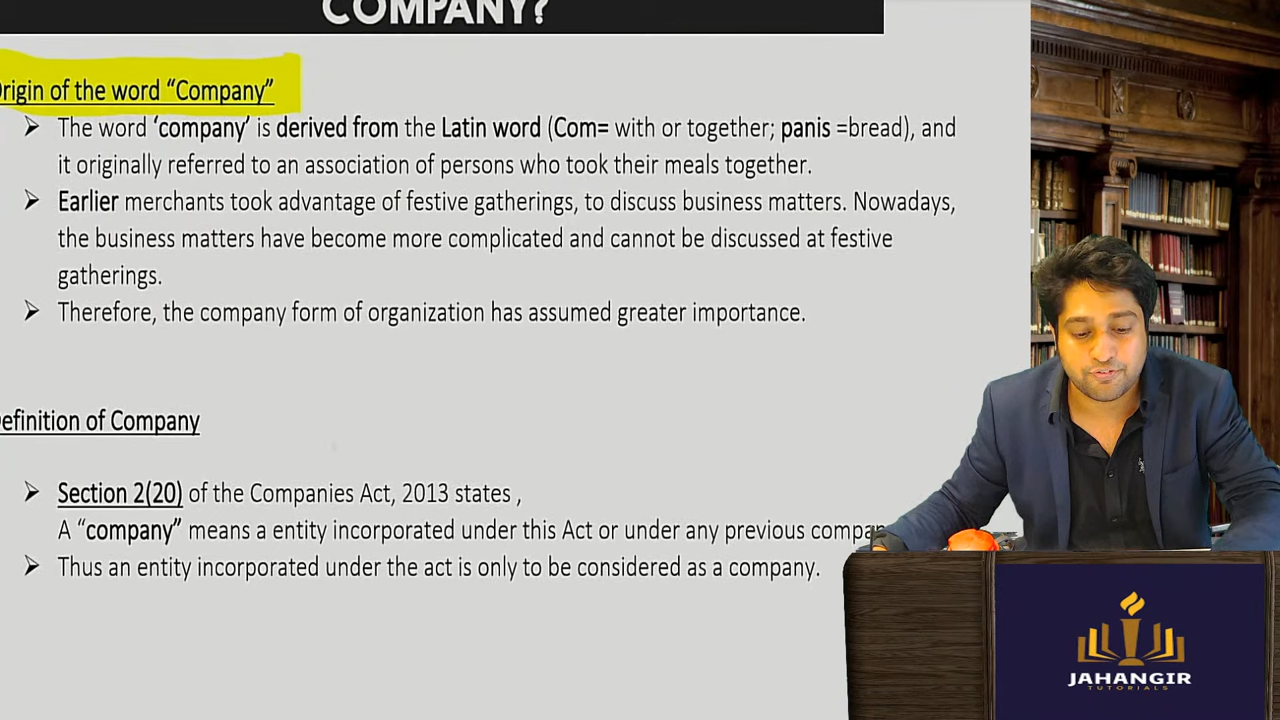 COMPANY?
Origin of the word “Company”
➢ The word ‘company’ is derived from the Latin word (Com= with or together; panis =bread), and
it originally referred to an association of persons who took their meals together.
➢ Earlier merchants took advantage of festive gatherings, to discuss business matters. Nowadays,
the business matters have become more complicated and cannot be discussed at festive
gatherings.
➢ Therefore, the company form of organization has assumed greater importance.
Definition of Company
➢ Section 2(20) of the Companies Act, 2013 states ,
A “company” means a entity incorporated under this Act or under any previous
➢ Thus an entity incorporated under the act is only to be considered as a company.
JAHANGIR
TUTORIALS